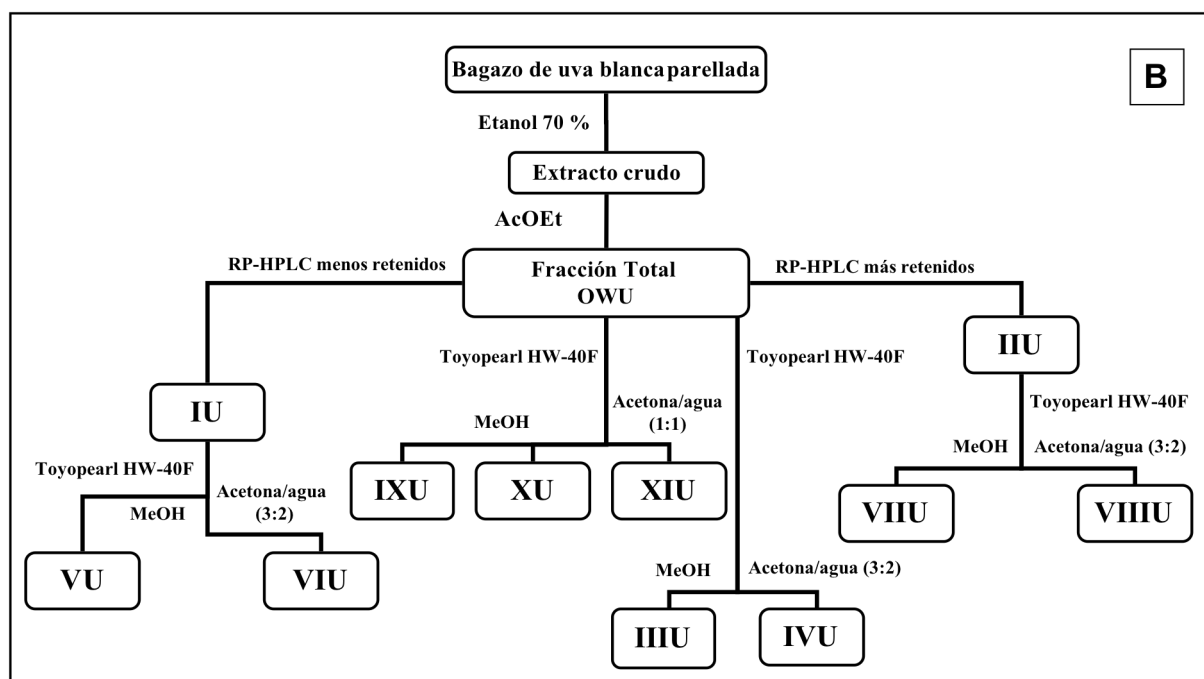 Bagazo de uva blanca parellada
B
Etanol 70 %
Extracto crudo
AcOEt
RP-HPLC menos retenidos
Fracción Total
OWU
RP-HPLC más retenidos
IIU
Toyopearl HW-40F
Toyopearl HW-40F
IU
MeOH
Acetona/agua
(1:1)
Toyopearl HW-40F
MeOH
Acetona/agua (3:2)
Toyopearl HW-40F
MeOH
Acetona/agua
(3:2)
IXU
XU
XIU
VIIU
VIIIU
VU
VIU
MeOH
Acetona/agua (3:2)
IIIU
IVU